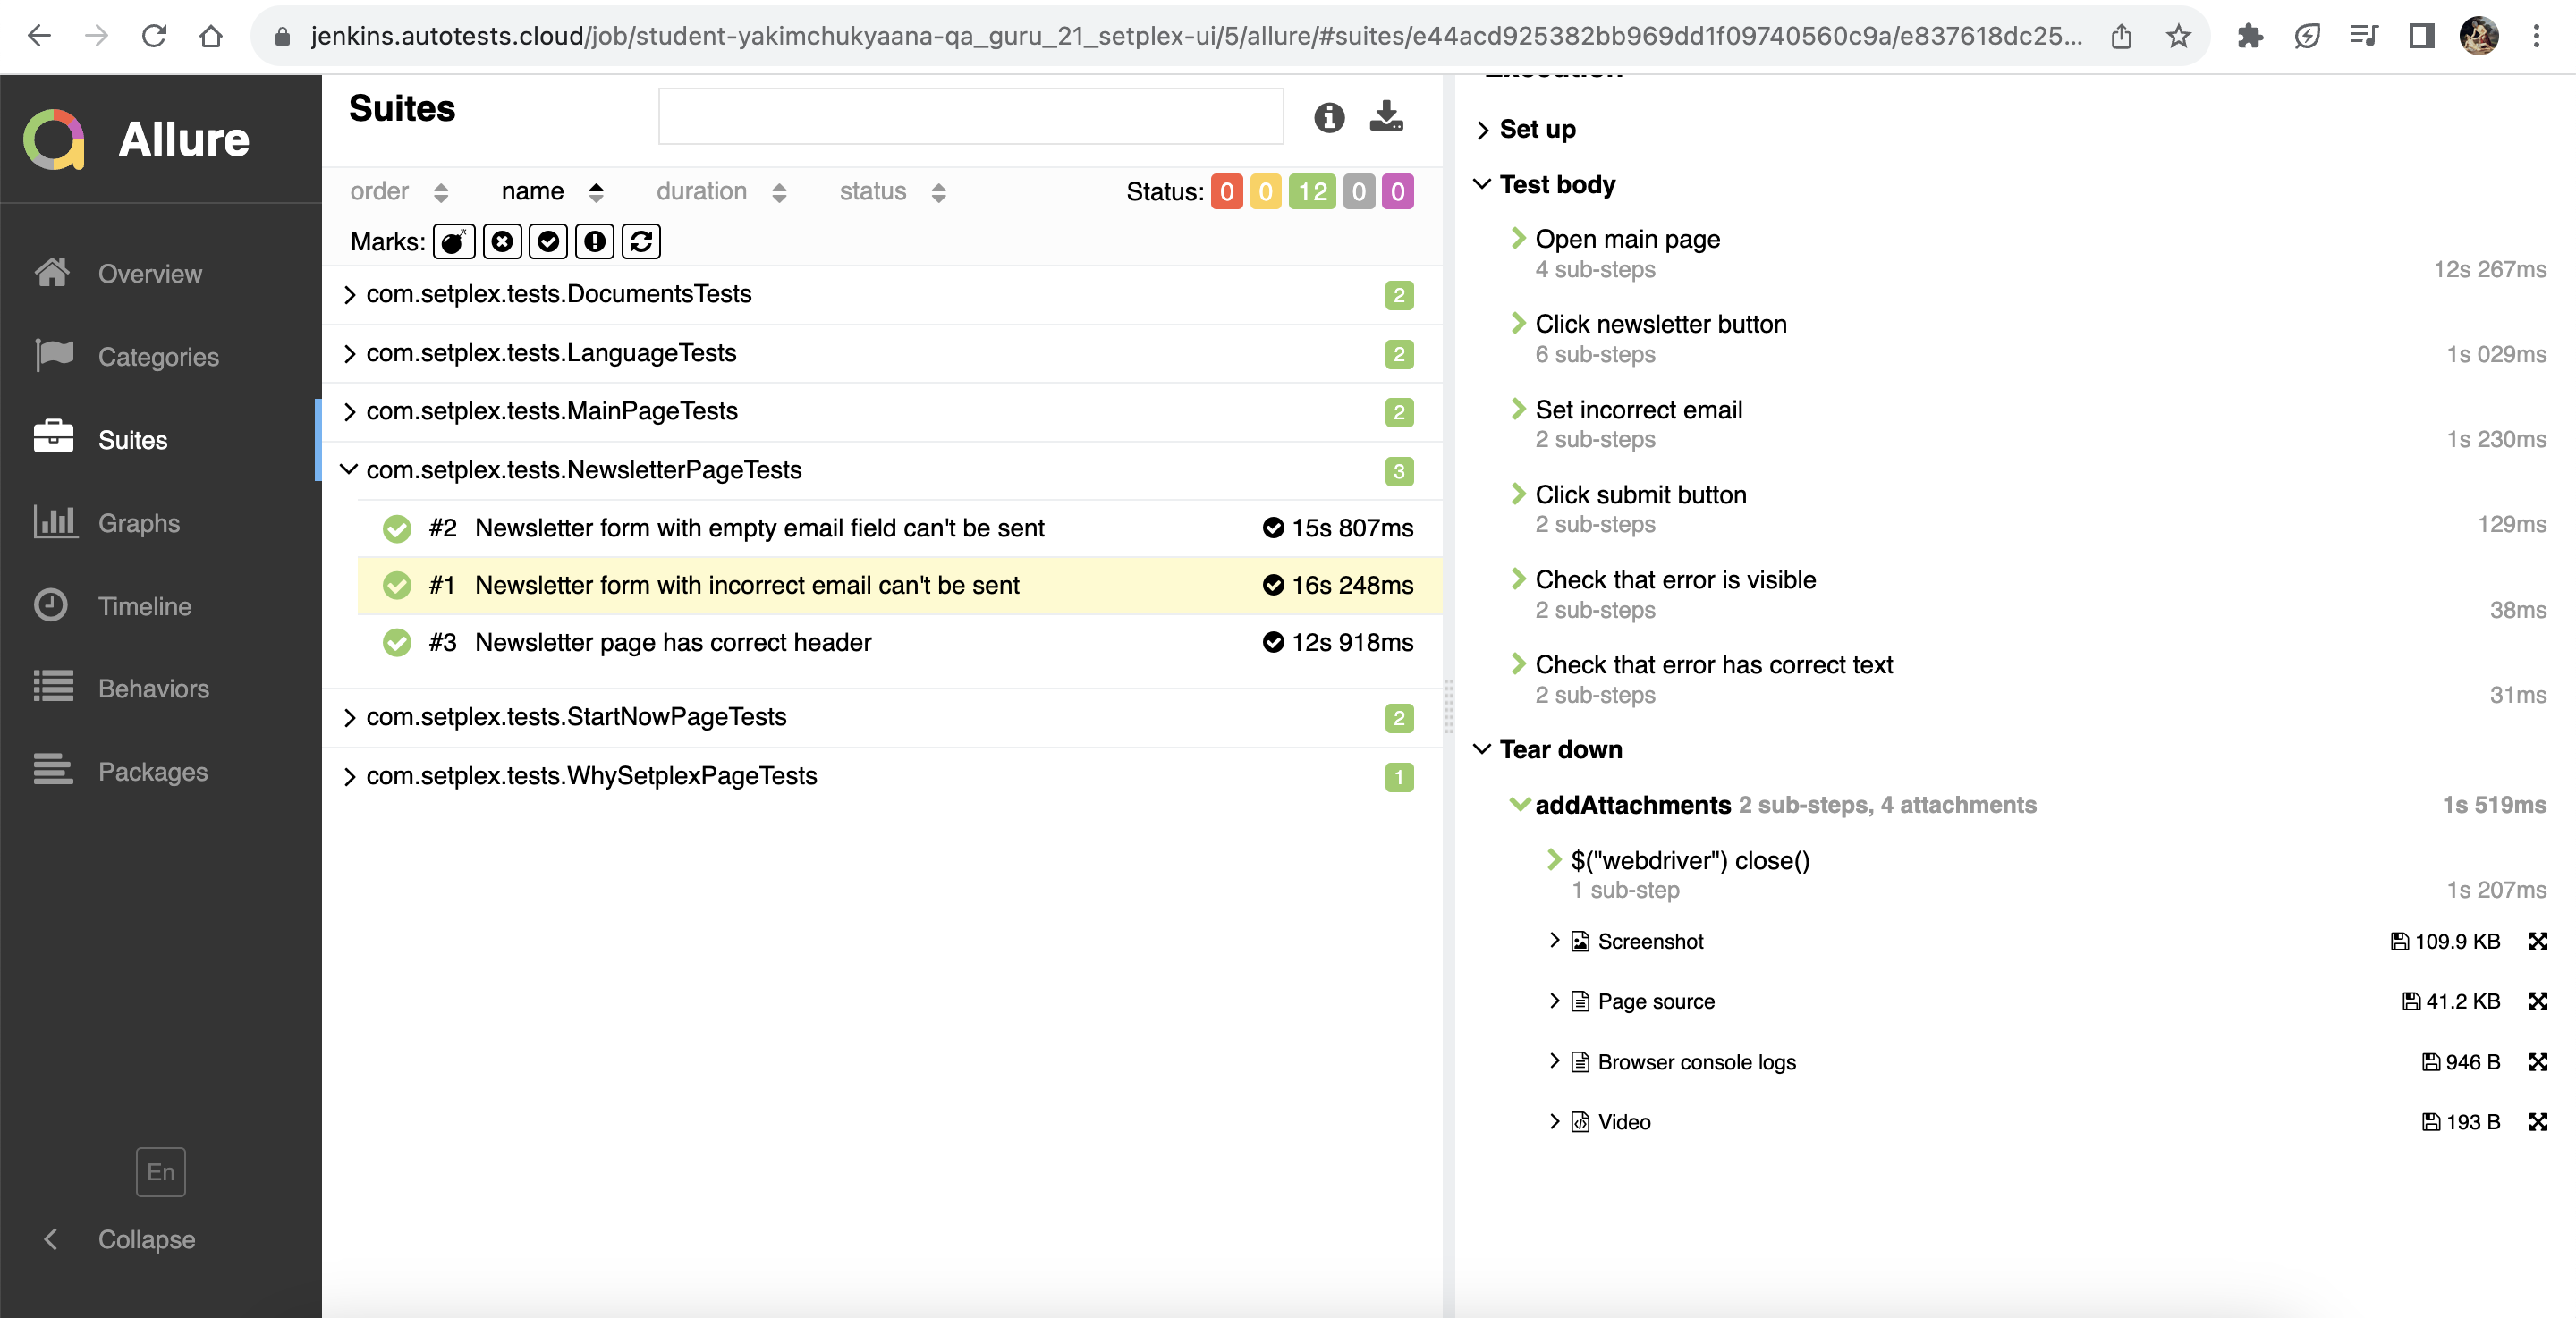 jenkins.autotests.cloud/job/student-yakimchukyaana-qa_guru_21_setplex-ui/5/allure/#suites/e44acd925382bb969dd1f09740560c9a/e837618dc25...
Allure
Overview
Categories
Suites
Graphs
Timeline
Behaviors
Packages
En
Collapse
Suites
order name duration status Status: 0 0 12 0 0
Marks:
com.setplex.tests.DocumentsTests 2
com.setplex.tests.LanguageTests 2
com.setplex.tests.MainPageTests 2
com.setplex.tests.NewsletterPageTests 3
#2 Newsletter form with empty email field can't be sent 15s 807ms
#1 Newsletter form with incorrect email can't be sent 16s 248ms
#3 Newsletter page has correct header 12s 918ms
com.setplex.tests.StartNowPageTests 2
com.setplex.tests.WhySetplexPageTests 1
Execution
Set up
Test body
Open main page
4 sub-steps 12s 267ms
Click newsletter button
6 sub-steps 1s 029ms
Set incorrect email
2 sub-steps 1s 230ms
Click submit button
2 sub-steps 129ms
Check that error is visible
2 sub-steps 38ms
Check that error has correct text
2 sub-steps 31ms
Tear down
addAttachments 2 sub-steps, 4 attachments 1s 519ms
$("webdriver") close()
1 sub-step 1s 207ms
Screenshot 109.9 KB
Page source 41.2 KB
Browser console logs 946 B
Video 193 B